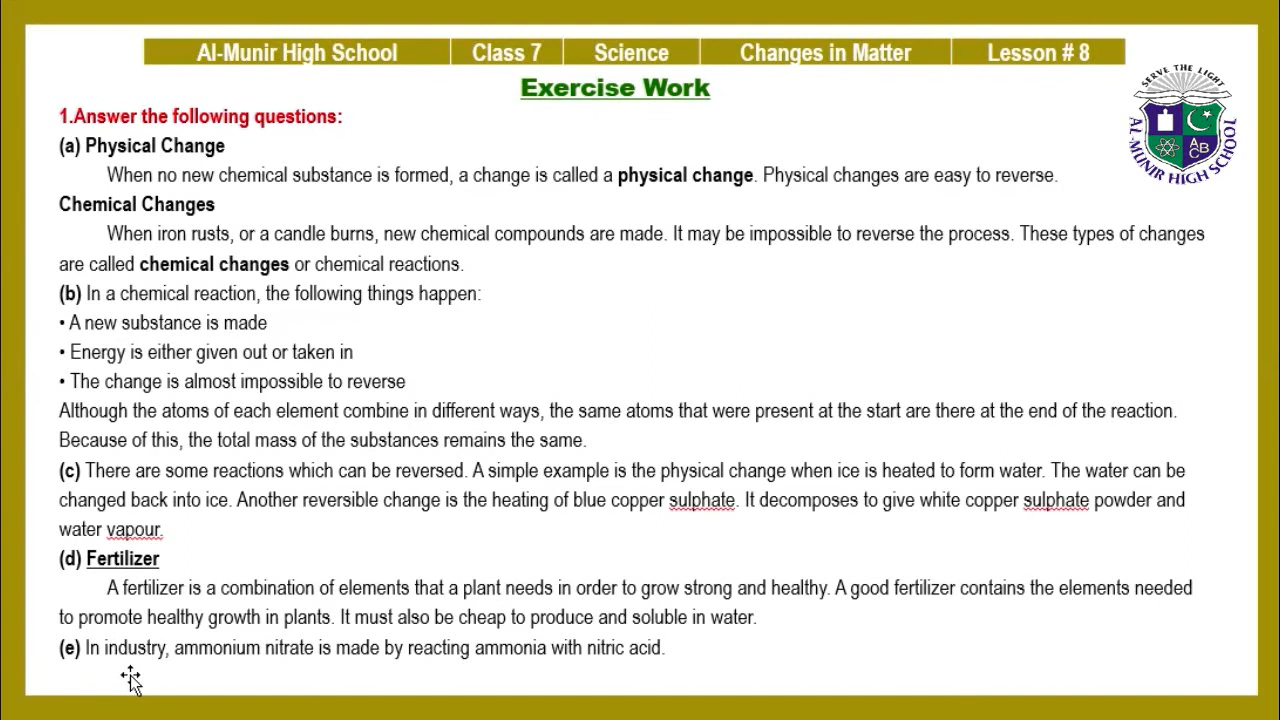 Al-Munir High School Class 7 Science Changes in Matter Lesson # 8
SERVE THE LIGHT
AL-MUNIR HIGH SCHOOL
A B C
Exercise Work
1.Answer the following questions:
(a) Physical Change
When no new chemical substance is formed, a change is called a physical change. Physical changes are easy to reverse.
Chemical Changes
When iron rusts, or a candle burns, new chemical compounds are made. It may be impossible to reverse the process. These types of changes
are called chemical changes or chemical reactions.
(b) In a chemical reaction, the following things happen:
• A new substance is made
• Energy is either given out or taken in
• The change is almost impossible to reverse
Although the atoms of each element combine in different ways, the same atoms that were present at the start are there at the end of the reaction.
Because of this, the total mass of the substances remains the same.
(c) There are some reactions which can be reversed. A simple example is the physical change when ice is heated to form water. The water can be
changed back into ice. Another reversible change is the heating of blue copper sulphate. It decomposes to give white copper sulphate powder and
water vapour.
(d) Fertilizer
A fertilizer is a combination of elements that a plant needs in order to grow strong and healthy. A good fertilizer contains the elements needed
to promote healthy growth in plants. It must also be cheap to produce and soluble in water.
(e) In industry, ammonium nitrate is made by reacting ammonia with nitric acid.